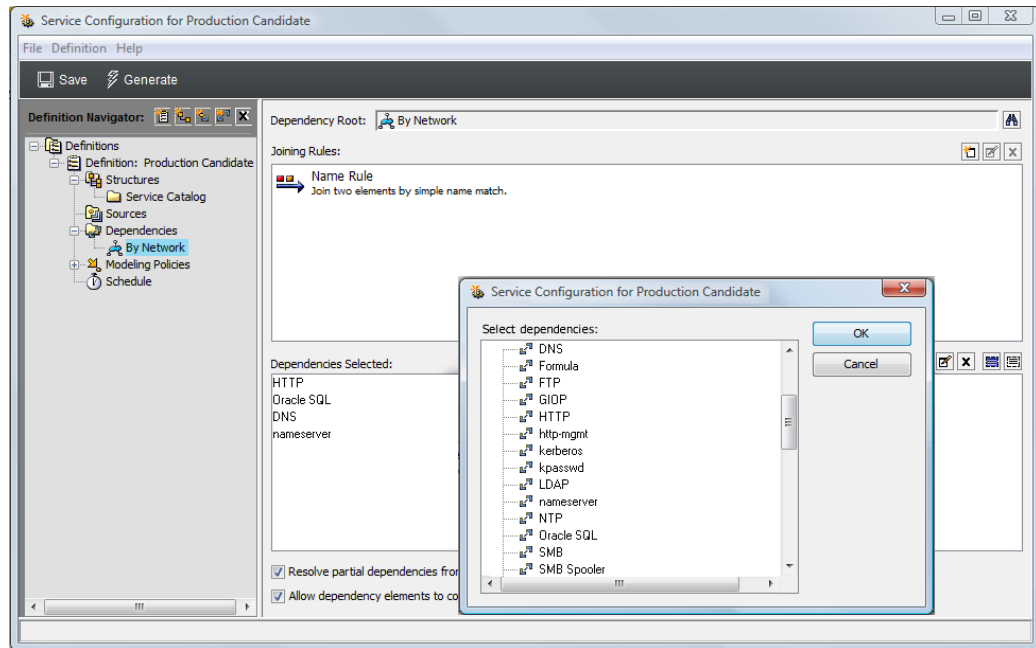 Service Configuration for Production Candidate
File Definition Help
Save Generate
Definition Navigator:
Definitions
Definition: Production Candidate
Structures
Service Catalog
Sources
Dependencies
By Network
Modeling Policies
Schedule
Dependency Root: By Network
Joining Rules:
Name Rule
Join two elements by simple name match.
Dependencies Selected:
HTTP
Oracle SQL
DNS
nameserver
Resolve partial dependencies from
Allow dependency elements to co
Service Configuration for Production Candidate
Select dependencies:
DNS
Formula
FTP
GIOP
HTTP
http-mgmt
kerberos
kpasswd
LDAP
nameserver
NTP
Oracle SQL
SMB
SMB Spooler
OK
Cancel